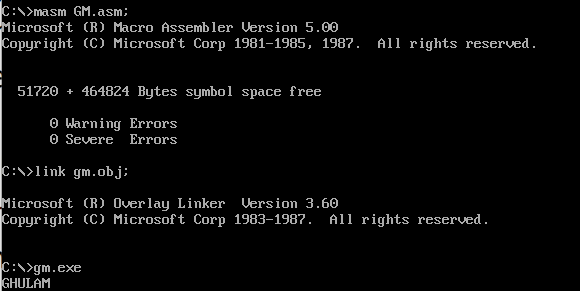 C:\>masm GM.asm;
Microsoft (R) Macro Assembler Version 5.00
Copyright (C) Microsoft Corp 1981-1985, 1987.  All rights reserved.
51720 + 464824 Bytes symbol space free
0 Warning Errors
0 Severe  Errors
C:\>link gm.obj;
Microsoft (R) Overlay Linker  Version 3.60
Copyright (C) Microsoft Corp 1983-1987.  All rights reserved.
C:\>gm.exe
GHULAM